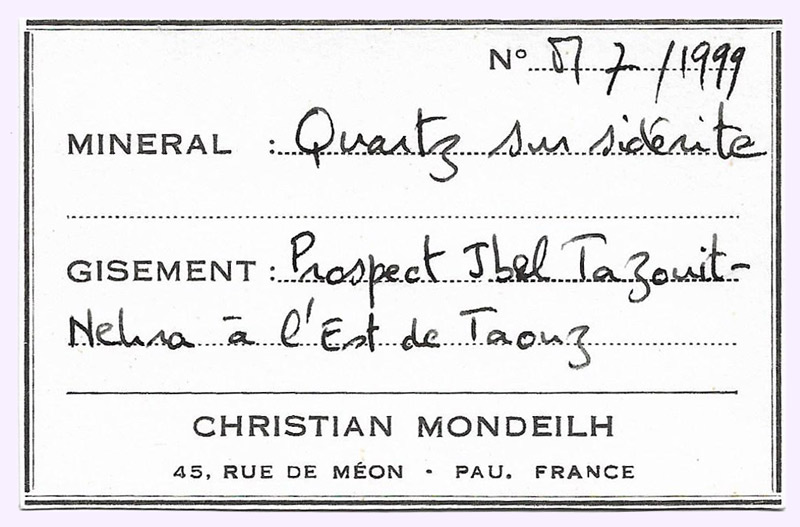 N° M 7/1999
MINERAL : Quartz sur sidérite
GISEMENT : Prospect Jbel Tazouit-
Nehra à l'Est de Taouz
CHRISTIAN MONDEILH
45, RUE DE MÉON · PAU. FRANCE